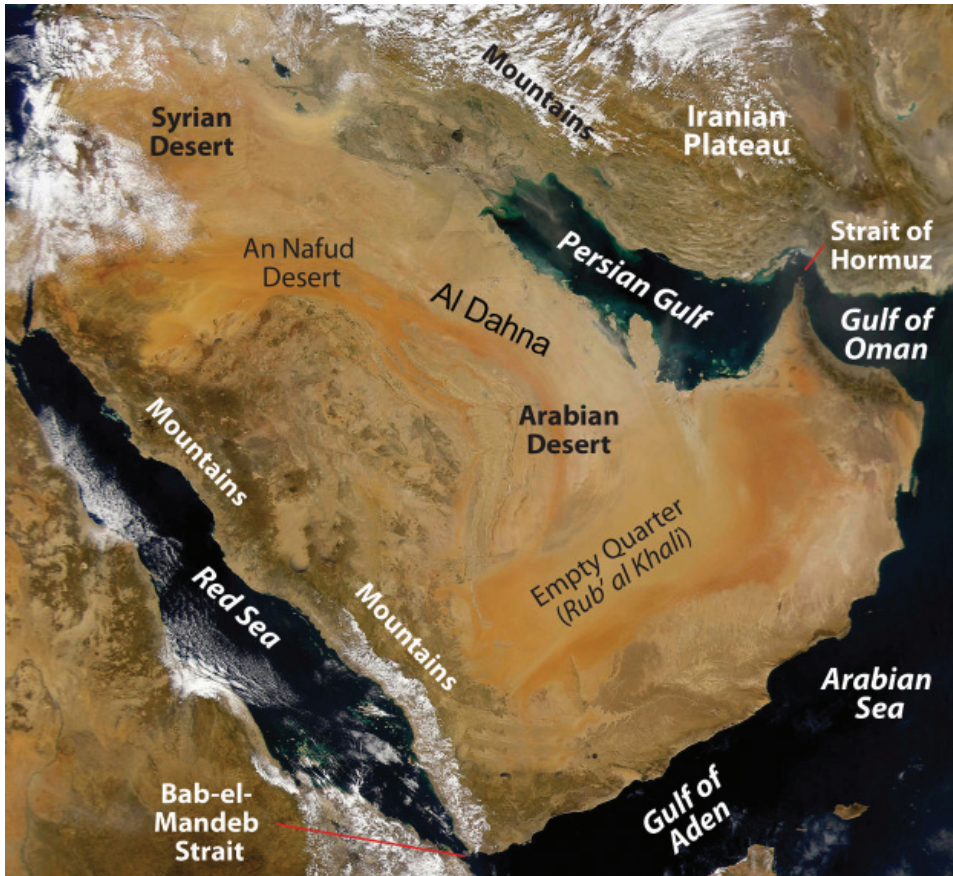 Mountains
Iranian
Plateau
Syrian
Desert
Strait of
Hormuz
An Nafud
Desert
Persian Gulf
Al Dahna
Gulf of
Oman
Arabian
Desert
Mountains
Empty Quarter
(Rub' al Khali)
Red Sea
Mountains
Arabian
Sea
Gulf of
Aden
Bab-el-
Mandeb
Strait